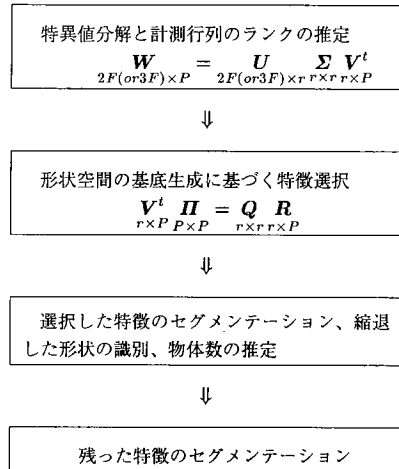 特異値分解と計測行列のランクの推定
W = U Σ V^t
2F(or3F)×P 2F(or3F)×r r×r r×P
⇓
形状空間の基底生成に基づく特徴選択
V^t Π = Q R
r×P P×P r×r r×P
⇓
選択した特徴のセグメンテーション、縮退
した形状の識別、物体数の推定
⇓
残った特徴のセグメンテーション